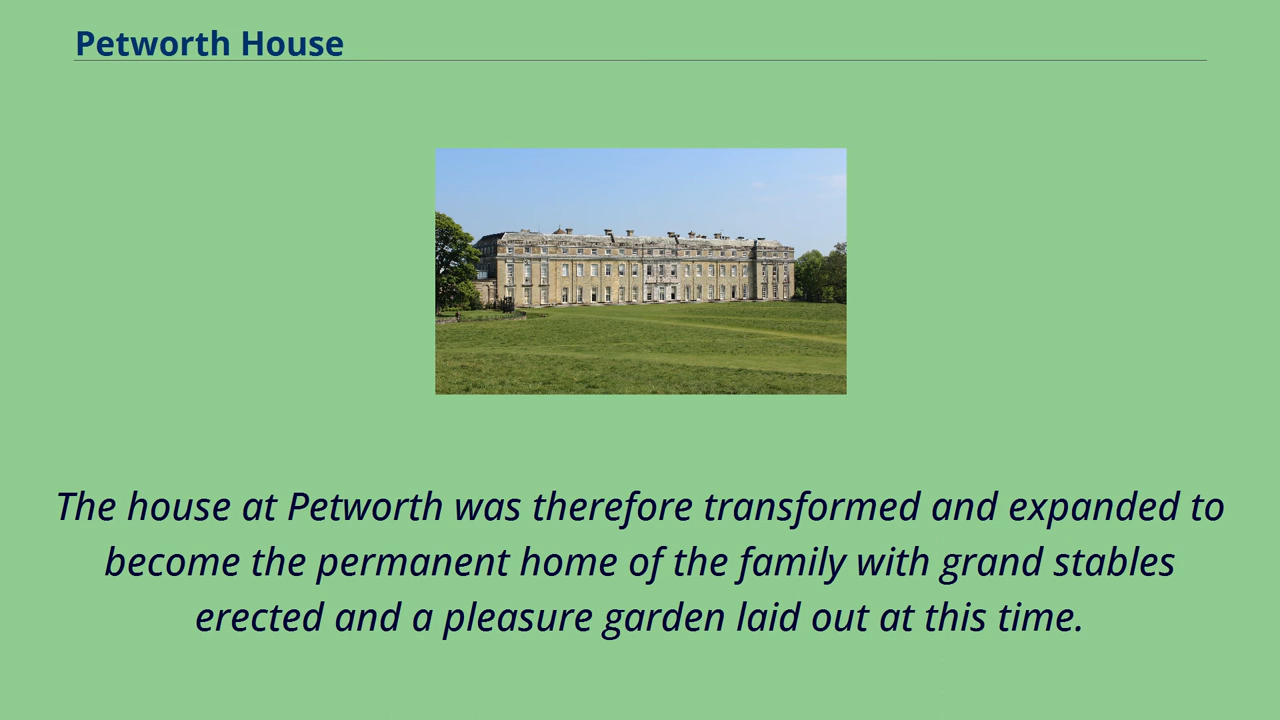 Petworth House
The house at Petworth was therefore transformed and expanded to
become the permanent home of the family with grand stables
erected and a pleasure garden laid out at this time.